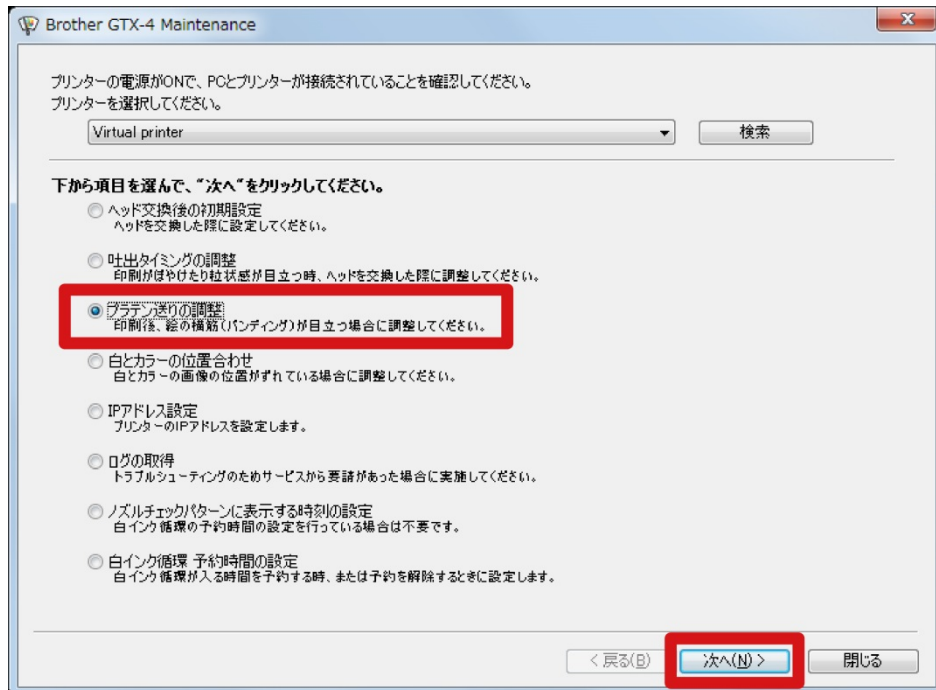 Brother GTX-4 Maintenance
プリンターの電源がONで、PCとプリンターが接続されていることを確認してください。
プリンターを選択してください。
Virtual printer
検索
下から項目を選んで、"次へ"をクリックしてください。
ヘッド交換後の初期設定
ヘッドを交換した際に設定してください。
吐出タイミングの調整
印刷がぼやけたり粒状感が目立つ時、ヘッドを交換した際に調整してください。
プラテン送りの調整
印刷後、絵の横筋(バンディング)が目立つ場合に調整してください。
白とカラーの位置合わせ
白とカラーの画像の位置がずれている場合に調整してください。
IPアドレス設定
プリンターのIPアドレスを設定します。
ログの取得
トラブルシューティングのためサービスから要請があった場合に実施してください。
ノズルチェックパターンに表示する時刻の設定
白インク循環の予約時間の設定を行っている場合は不要です。
白インク循環 予約時間の設定
白インク循環が入る時間を予約する時、または予約を解除するときに設定します。
< 戻る(B)
次へ(N) >
閉じる